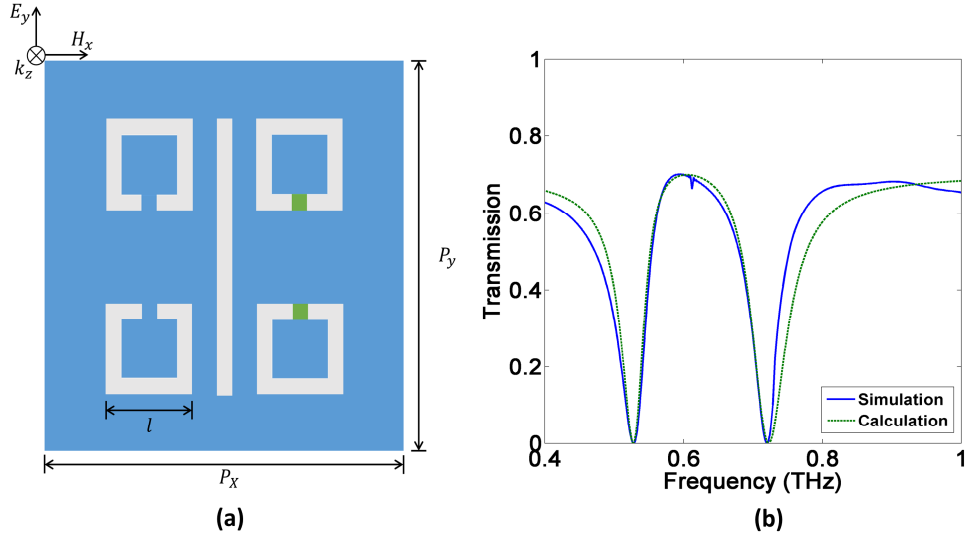 E_y
H_x
k_z
P_y
l
P_X
(a)
1
0.8
0.6
0.4
0.2
0
0.4
0.6
0.8
1
Transmission
Frequency (THz)
Simulation
Calculation
(b)